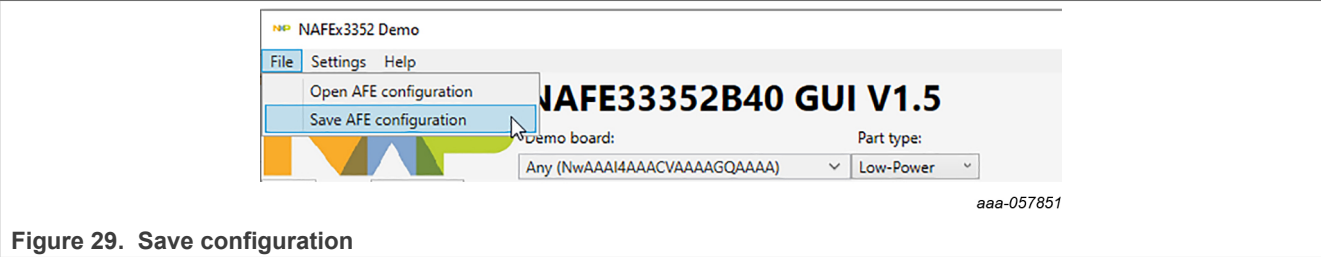 NXP NAFEx3352 Demo
File Settings Help
Open AFE configuration
NAFE33352B40 GUI V1.5
Save AFE configuration
Demo board:
Part type:
Any (NwAAAI4AAACVAAAAGQAAAA)
Low-Power
aaa-057851
Figure 29. Save configuration